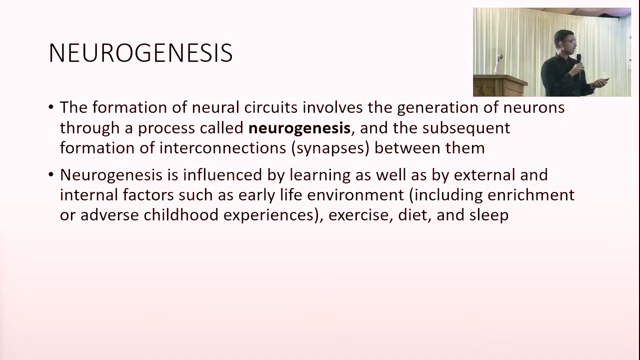 NEUROGENESIS
• The formation of neural circuits involves the generation of neurons
through a process called neurogenesis, and the subsequent
formation of interconnections (synapses) between them
• Neurogenesis is influenced by learning as well as by external and
internal factors such as early life environment (including enrichment
or adverse childhood experiences), exercise, diet, and sleep